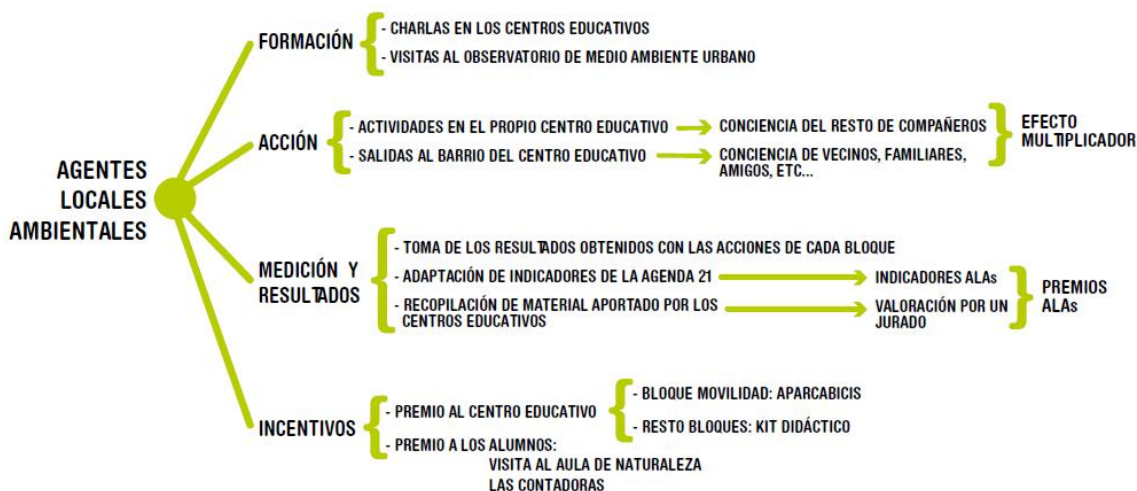 AGENTES
LOCALES
AMBIENTALES
FORMACIÓN
- CHARLAS EN LOS CENTROS EDUCATIVOS
- VISITAS AL OBSERVATORIO DE MEDIO AMBIENTE URBANO
ACCIÓN
- ACTIVIDADES EN EL PROPIO CENTRO EDUCATIVO
CONCIENCIA DEL RESTO DE COMPAÑEROS
- SALIDAS AL BARRIO DEL CENTRO EDUCATIVO
CONCIENCIA DE VECINOS, FAMILIARES,
AMIGOS, ETC...
EFECTO
MULTIPLICADOR
MEDICIÓN Y
RESULTADOS
- TOMA DE LOS RESULTADOS OBTENIDOS CON LAS ACCIONES DE CADA BLOQUE
- ADAPTACIÓN DE INDICADORES DE LA AGENDA 21
INDICADORES ALAs
- RECOPILACIÓN DE MATERIAL APORTADO POR LOS
CENTROS EDUCATIVOS
VALORACIÓN POR UN
JURADO
PREMIOS
ALAs
INCENTIVOS
- PREMIO AL CENTRO EDUCATIVO
- BLOQUE MOVILIDAD: APARCABICIS
- RESTO BLOQUES: KIT DIDÁCTICO
- PREMIO A LOS ALUMNOS:
VISITA AL AULA DE NATURALEZA
LAS CONTADORAS